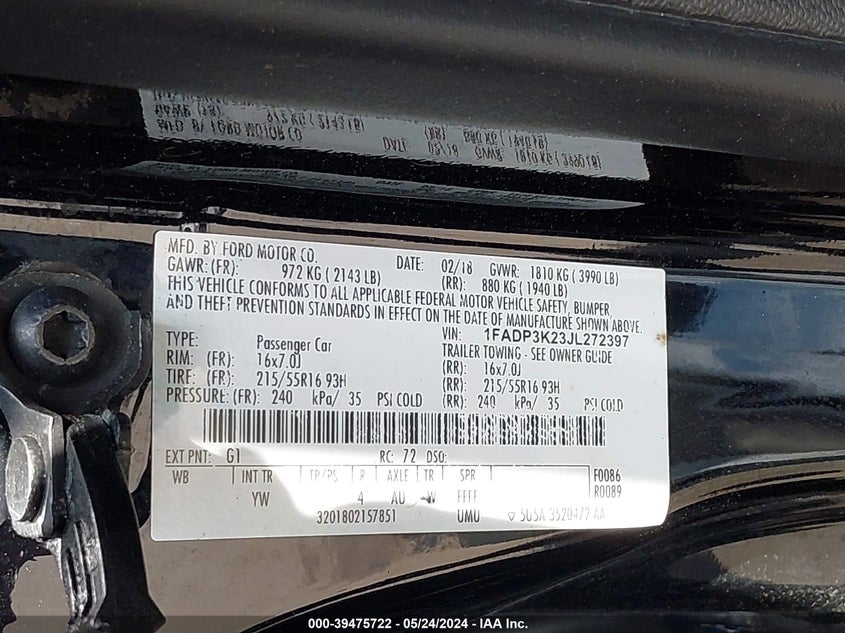 MFD. BY FORD MOTOR CO. DATE: 02/18 GVWR: 1810 KG ( 3990 LB)
GAWR: (FR): 972 KG ( 2143 LB) (RR): 880 KG ( 1940 LB)
THIS VEHICLE CONFORMS TO ALL APPLICABLE FEDERAL MOTOR VEHICLE SAFETY, BUMPER,
AND THEFT PREVENTION STANDARDS IN EFFECT ON THE DATE OF MANUFACTURE SHOWN ABOVE.
VIN: 1FADP3K23JL272397
TYPE: Passenger Car TRAILER TOWING - SEE OWNER GUIDE
RIM: (FR): 16x7.0J (RR): 16x7.0J
TIRE: (FR): 215/55R16 93H (RR): 215/55R16 93H
PRESSURE: (FR): 240 kPa/ 35 PSI COLD (RR): 240 kPa/ 35 PSI COLD
EXT PNT: G1 RC: 72 DSO:
WB INT TR TP/PS R AXLE TR SPR F0086
YW 4 AU W FFFF R0089
3201802157851 UMU 5U5A 3520472 AA
000-39475722 - 05/24/2024 - IAA Inc.